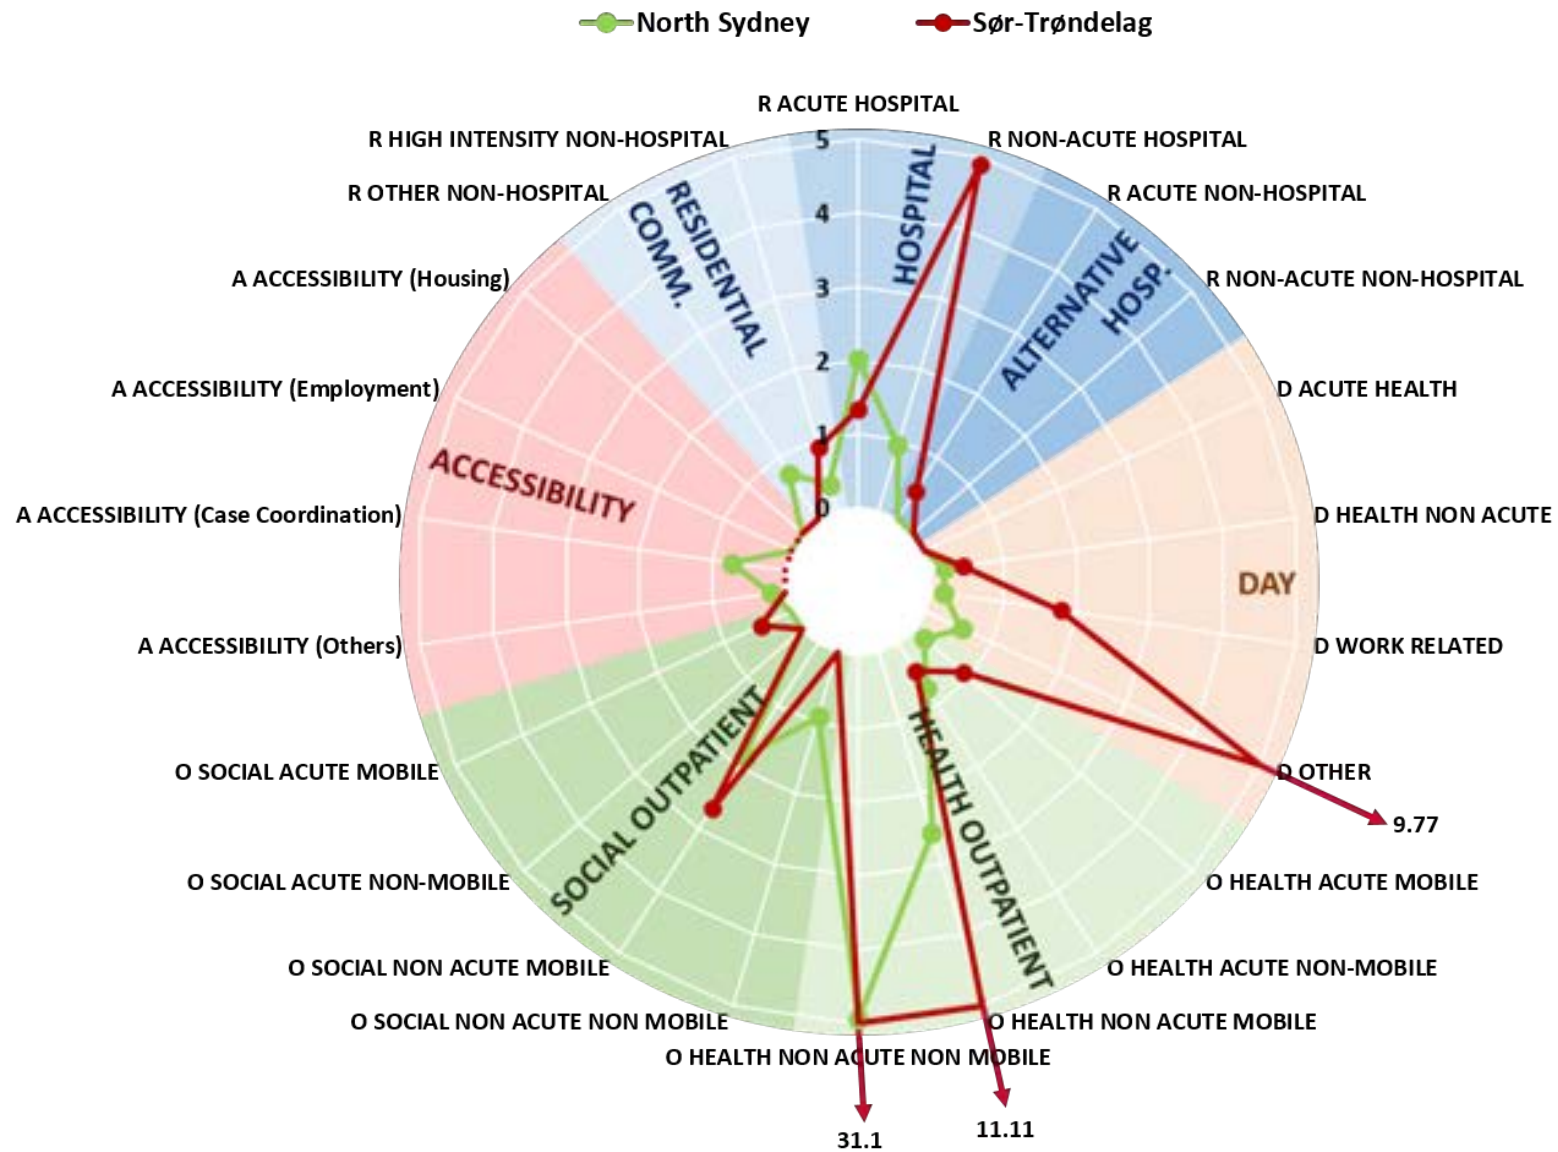 North Sydney
Sør-Trøndelag
R ACUTE HOSPITAL
R HIGH INTENSITY NON-HOSPITAL
5
R NON-ACUTE HOSPITAL
R OTHER NON-HOSPITAL
RESIDENTIAL
COMM.
4
HOSPITAL
R ACUTE NON-HOSPITAL
A ACCESSIBILITY (Housing)
3
ALTERNATIVE
HOSP.
R NON-ACUTE NON-HOSPITAL
A ACCESSIBILITY (Employment)
2
D ACUTE HEALTH
ACCESSIBILITY
1
A ACCESSIBILITY (Case Coordination)
0
D HEALTH NON ACUTE
DAY
A ACCESSIBILITY (Others)
D WORK RELATED
O SOCIAL ACUTE MOBILE
SOCIAL OUTPATIENT
HEALTH OUTPATIENT
D OTHER
9.77
O SOCIAL ACUTE NON-MOBILE
O HEALTH ACUTE MOBILE
O SOCIAL NON ACUTE MOBILE
O HEALTH ACUTE NON-MOBILE
O SOCIAL NON ACUTE NON MOBILE
O HEALTH NON ACUTE MOBILE
O HEALTH NON ACUTE NON MOBILE
31.1
11.11